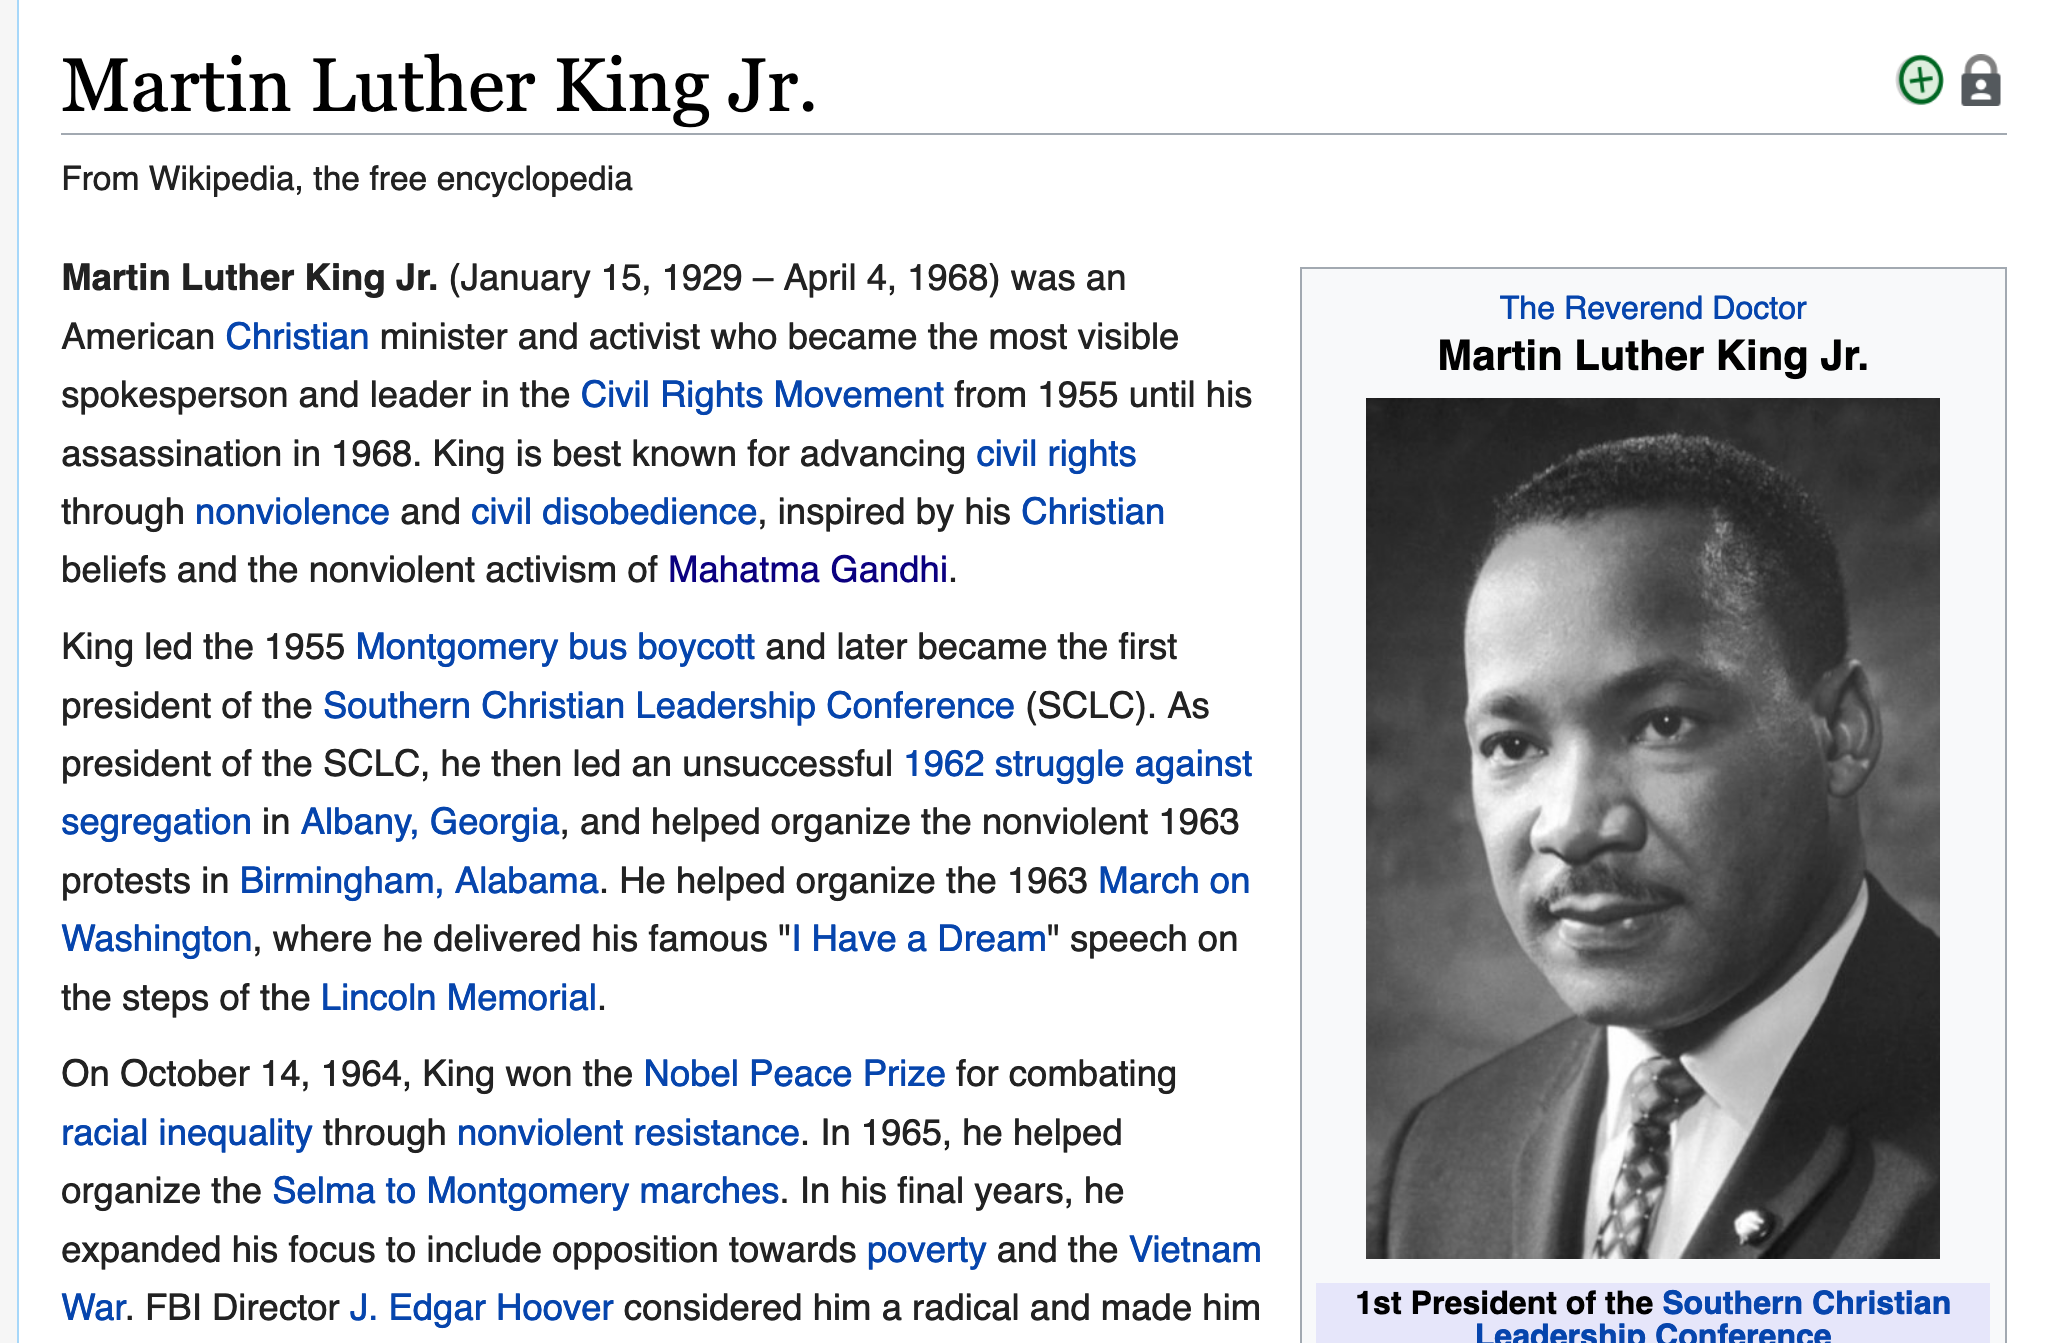 Martin Luther King Jr.
From Wikipedia, the free encyclopedia
Martin Luther King Jr. (January 15, 1929 – April 4, 1968) was an
American Christian minister and activist who became the most visible
spokesperson and leader in the Civil Rights Movement from 1955 until his
assassination in 1968. King is best known for advancing civil rights
through nonviolence and civil disobedience, inspired by his Christian
beliefs and the nonviolent activism of Mahatma Gandhi.
King led the 1955 Montgomery bus boycott and later became the first
president of the Southern Christian Leadership Conference (SCLC). As
president of the SCLC, he then led an unsuccessful 1962 struggle against
segregation in Albany, Georgia, and helped organize the nonviolent 1963
protests in Birmingham, Alabama. He helped organize the 1963 March on
Washington, where he delivered his famous "I Have a Dream" speech on
the steps of the Lincoln Memorial.
On October 14, 1964, King won the Nobel Peace Prize for combating
racial inequality through nonviolent resistance. In 1965, he helped
organize the Selma to Montgomery marches. In his final years, he
expanded his focus to include opposition towards poverty and the Vietnam
War. FBI Director J. Edgar Hoover considered him a radical and made him
The Reverend Doctor
Martin Luther King Jr.
1st President of the Southern Christian
Leadership Conference